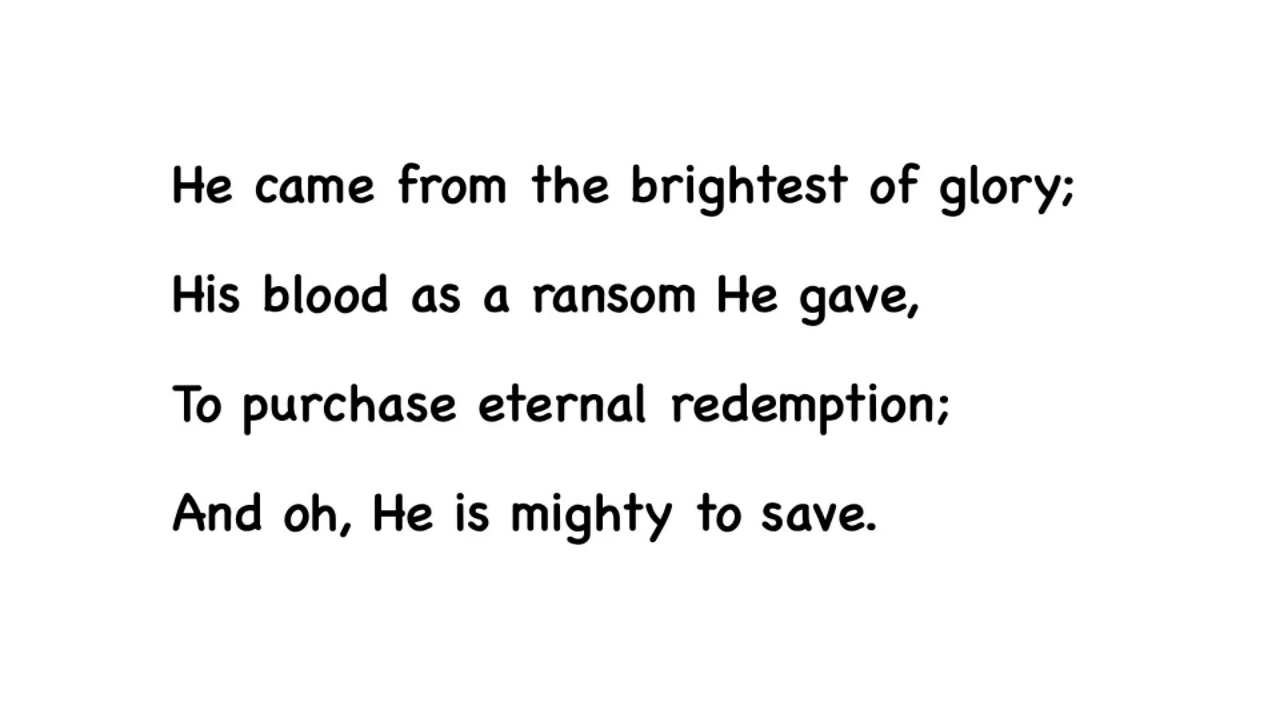 He came from the brightest of glory;
His blood as a ransom He gave,
To purchase eternal redemption;
And oh, He is mighty to save.